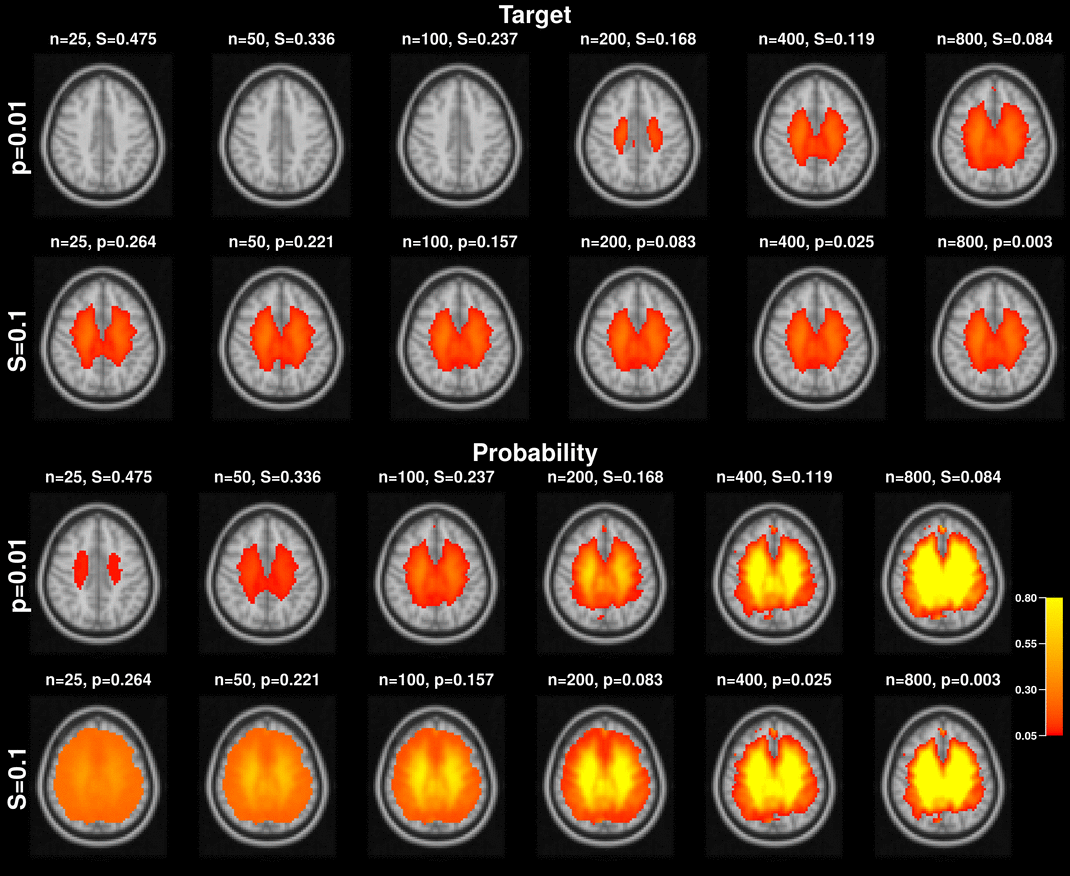 Target
n=25, S=0.475 n=50, S=0.336 n=100, S=0.237 n=200, S=0.168 n=400, S=0.119 n=800, S=0.084
p=0.01
n=25, p=0.264 n=50, p=0.221 n=100, p=0.157 n=200, p=0.083 n=400, p=0.025 n=800, p=0.003
S=0.1
Probability
n=25, S=0.475 n=50, S=0.336 n=100, S=0.237 n=200, S=0.168 n=400, S=0.119 n=800, S=0.084
p=0.01
0.80
0.55
0.30
0.05
n=25, p=0.264 n=50, p=0.221 n=100, p=0.157 n=200, p=0.083 n=400, p=0.025 n=800, p=0.003
S=0.1